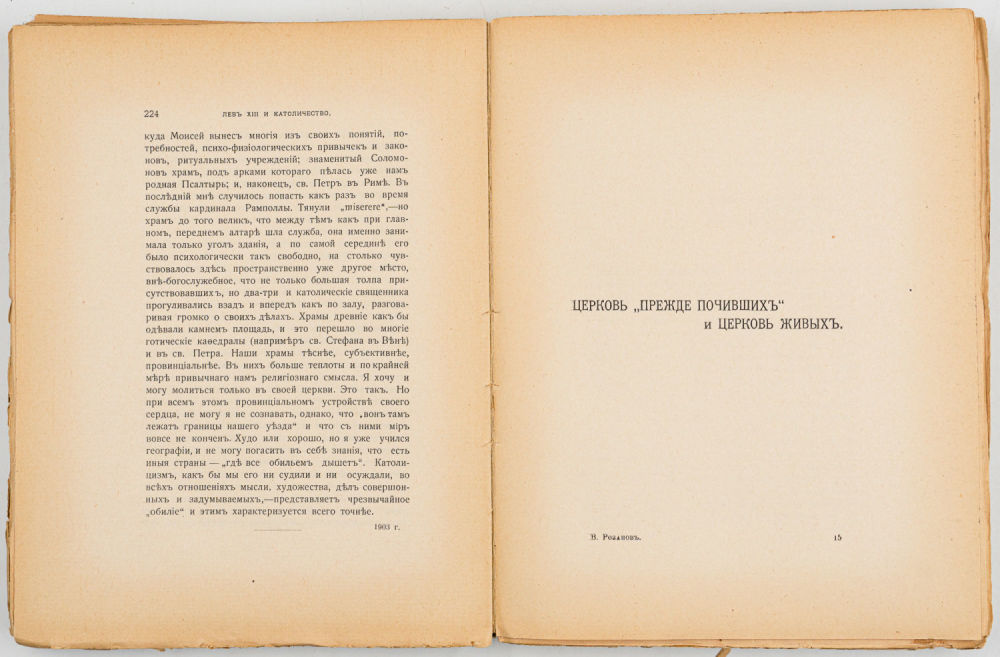 224 ЛЕВЪ XIII И КАТОЛИЧЕСТВО.
куда Моисей вынесъ многія изъ своихъ понятій, по-
требностей, психо-физіологическихъ привычекъ и зако-
новъ, ритуальныхъ учрежденій; знаменитый Соломо-
новъ храмъ, подъ арками котораго пѣлась уже намъ
родная Псалтырь; и, наконецъ, св. Петръ въ Римѣ. Въ
послѣдній мнѣ случилось попасть какъ разъ во время
службы кардинала Рамполлы. Тянули „miserere“,—но
храмъ до того великъ, что между тѣмъ какъ при глав-
номъ, переднемъ алтарѣ шла служба, она именно зани-
мала только уголъ зданія, а по самой серединѣ его
было психологически такъ свободно, на столько чув-
ствовалось здѣсь пространственно уже другое мѣсто,
внѣ-богослужебное, что не только большая толпа при-
сутствовавшихъ, но два-три и католическіе священника
прогуливались взадъ и впередъ какъ по залу, разгова-
ривая громко о своихъ дѣлахъ. Храмы древніе какъ бы
одѣвали камнемъ площадь, и это перешло во многіе
готическіе каѳедралы (напримѣръ св. Стефана въ Вѣнѣ)
и въ св. Петра. Наши храмы тѣснѣе, субъективнѣе,
провинціальнѣе. Въ нихъ больше теплоты и по крайней
мѣрѣ привычнаго намъ религіознаго смысла. Я хочу и
могу молиться только въ своей церкви. Это такъ. Но
при всемъ этомъ провинціальномъ устройствѣ своего
сердца, не могу я не сознавать, однако, что „вонъ тамъ
лежатъ границы нашего уѣзда“ и что съ ними міръ
вовсе не конченъ. Худо или хорошо, но я уже учился
географіи, и не могу погасить въ себѣ знанія, что есть
иныя страны — „гдѣ все обильемъ дышетъ“. Католи-
цизмъ, какъ бы мы его ни судили и ни осуждали, во
всѣхъ отношеніяхъ мысли, художества, дѣлъ совершон-
ныхъ и задумываемыхъ,—представляетъ чрезвычайное
„обиліе“ и этимъ характеризуется всего точнѣе.
1903 г.
ЦЕРКОВЬ „ПРЕЖДЕ ПОЧИВШИХЪ“
и ЦЕРКОВЬ ЖИВЫХЪ.
В. Розановъ. 15